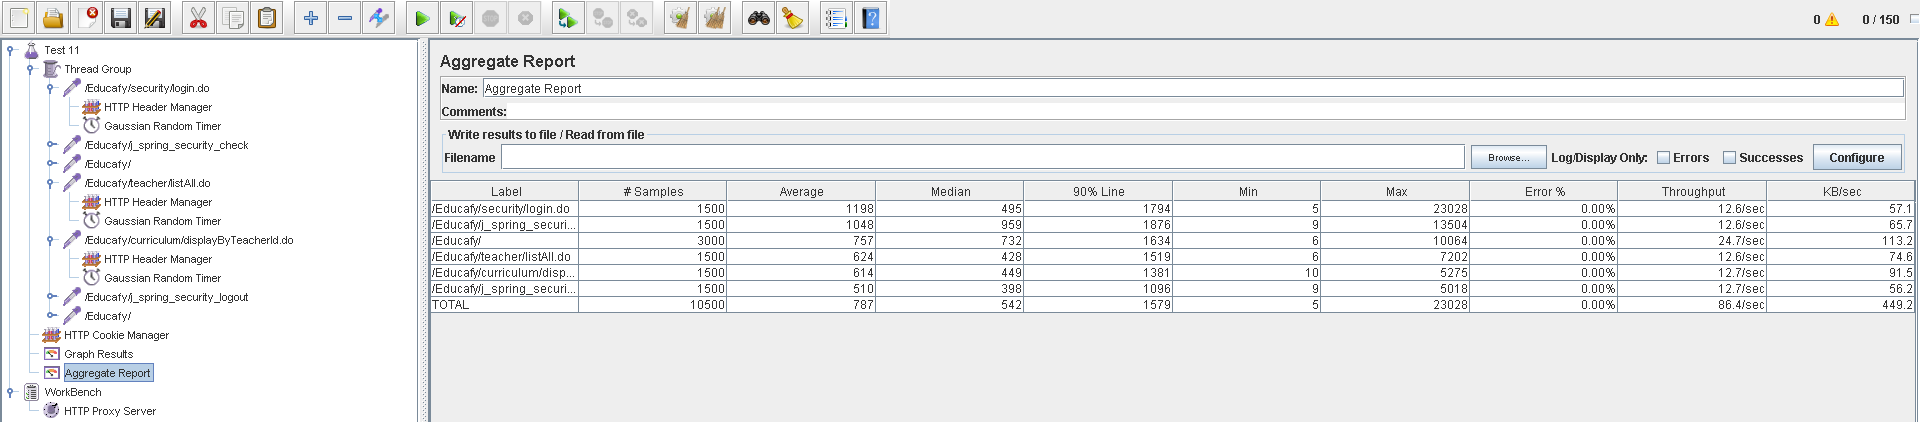 0 0 / 150
Test 11
Thread Group
/Educafy/security/login.do
HTTP Header Manager
Gaussian Random Timer
/Educafy/j_spring_security_check
/Educafy/
/Educafy/teacher/listAll.do
HTTP Header Manager
Gaussian Random Timer
/Educafy/curriculum/displayByTeacherId.do
HTTP Header Manager
Gaussian Random Timer
/Educafy/j_spring_security_logout
/Educafy/
HTTP Cookie Manager
Graph Results
Aggregate Report
WorkBench
HTTP Proxy Server
Aggregate Report
Name: Aggregate Report
Comments:
Write results to file / Read from file
Filename Browse... Log/Display Only: Errors Successes Configure
Label # Samples Average Median 90% Line Min Max Error % Throughput KB/sec
/Educafy/security/login.do 1500 1198 495 1794 5 23028 0.00% 12.6/sec 57.1
/Educafy/j_spring_securi... 1500 1048 959 1876 9 13504 0.00% 12.6/sec 65.7
/Educafy/ 3000 757 732 1634 6 10064 0.00% 24.7/sec 113.2
/Educafy/teacher/listAll.do 1500 624 428 1519 6 7202 0.00% 12.6/sec 74.6
/Educafy/curriculum/disp... 1500 614 449 1381 10 5275 0.00% 12.7/sec 91.5
/Educafy/j_spring_securi... 1500 510 398 1096 9 5018 0.00% 12.7/sec 56.2
TOTAL 10500 787 542 1579 5 23028 0.00% 86.4/sec 449.2